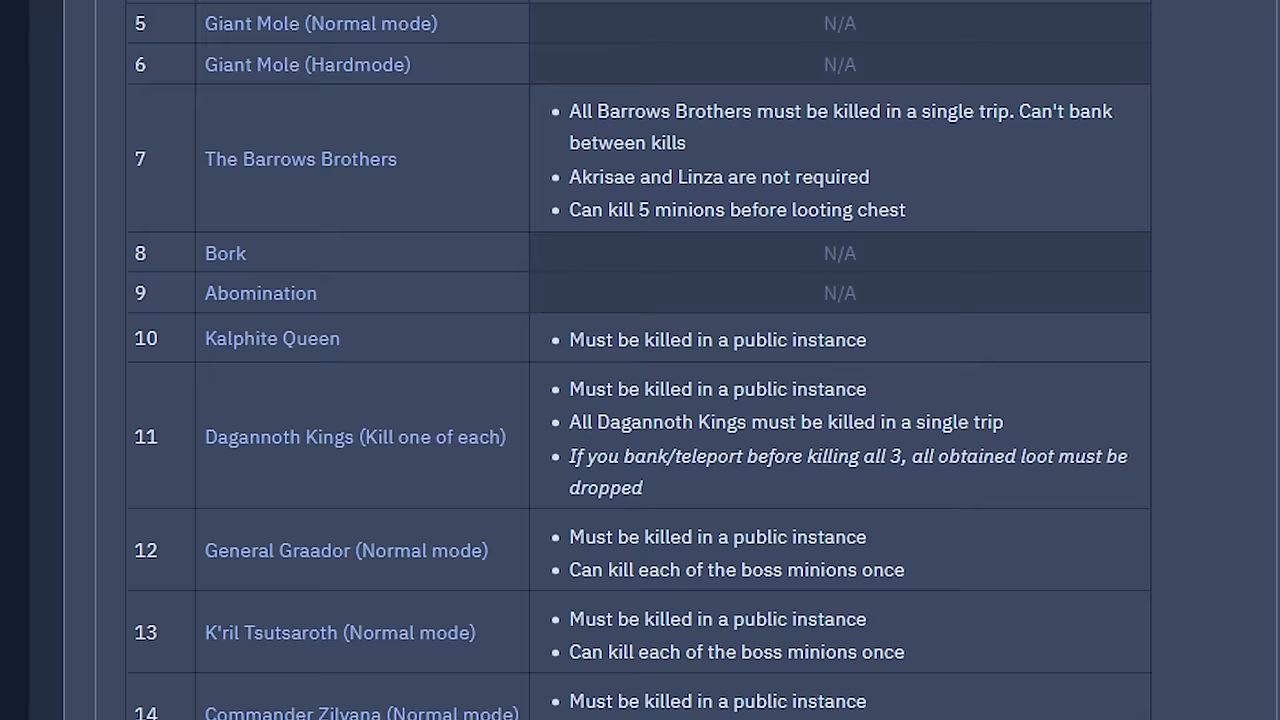 5 Giant Mole (Normal mode) N/A
6 Giant Mole (Hardmode) N/A
7 The Barrows Brothers
All Barrows Brothers must be killed in a single trip. Can't bank
between kills
Akrisae and Linza are not required
Can kill 5 minions before looting chest
8 Bork N/A
9 Abomination N/A
10 Kalphite Queen
Must be killed in a public instance
11 Dagannoth Kings (Kill one of each)
Must be killed in a public instance
All Dagannoth Kings must be killed in a single trip
If you bank/teleport before killing all 3, all obtained loot must be
dropped
12 General Graador (Normal mode)
Must be killed in a public instance
Can kill each of the boss minions once
13 K'ril Tsutsaroth (Normal mode)
Must be killed in a public instance
Can kill each of the boss minions once
14 Commander Zilyana (Normal mode)
Must be killed in a public instance